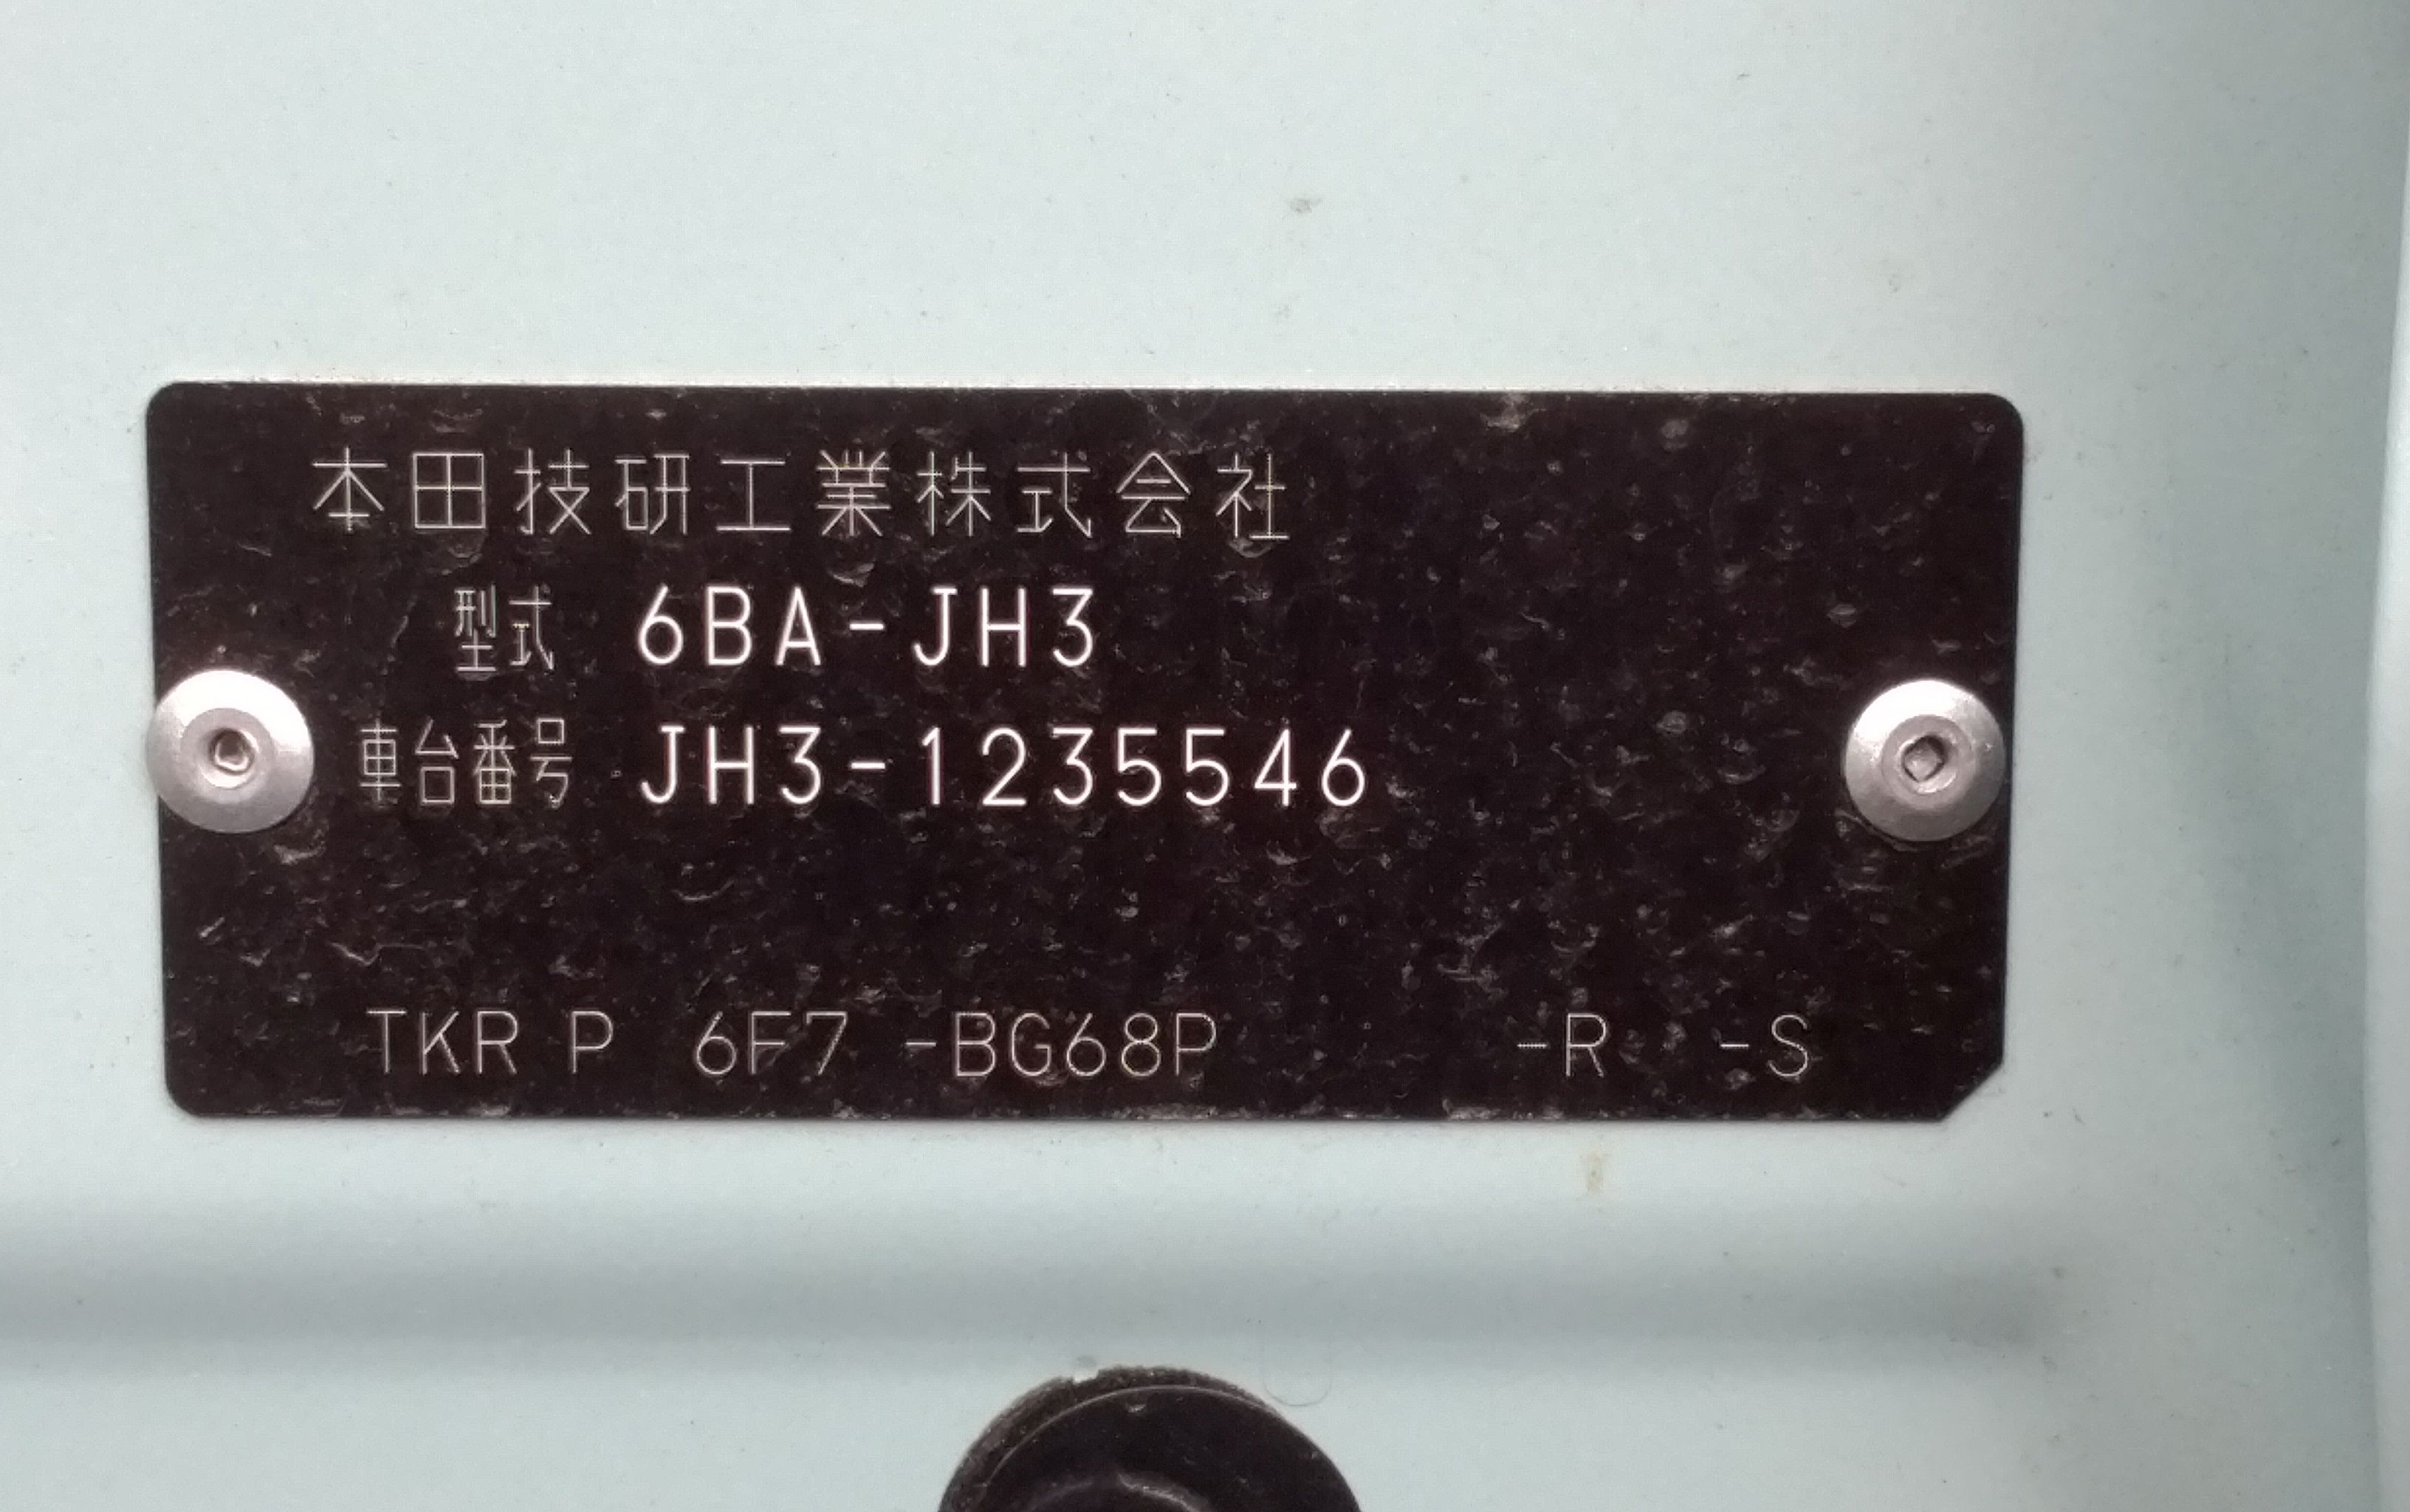 本田技研工業株式会社
型式 6BA-JH3
車台番号 JH3-1235546
TKR P 6F7 -BG68P -R -S